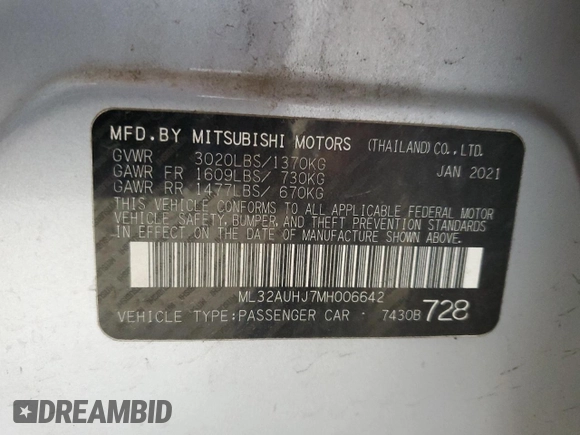 MFD.BY MITSUBISHI MOTORS (THAILAND)CO.,LTD.
GVWR 3020LBS/1370KG JAN 2021
GAWR FR 1609LBS/ 730KG
GAWR RR 1477LBS/ 670KG
THIS VEHICLE CONFORMS TO ALL APPLICABLE FEDERAL MOTOR
VEHICLE SAFETY, BUMPER, AND THEFT PREVENTION STANDARDS
IN EFFECT ON THE DATE OF MANUFACTURE SHOWN ABOVE.
ML32AUHJ7MH006642
VEHICLE TYPE:PASSENGER CAR 7430B 728
DREAMBID